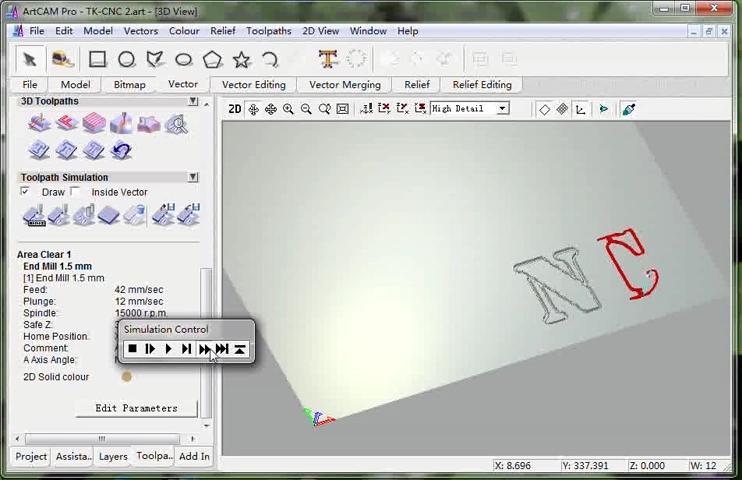 ArtCAM Pro - TK-CNC 2.art - [3D View]
File Edit Model Vectors Colour Relief Toolpaths 2D View Window Help
File Model Bitmap Vector Vector Editing Vector Merging Relief Relief Editing
3D Toolpaths
2D High Detail
Toolpath Simulation
Draw Inside Vector
Area Clear 1
End Mill 1.5 mm
[1] End Mill 1.5 mm
Feed: 42 mm/sec
Plunge: 12 mm/sec
Spindle: 15000 r.p.m.
Safe Z:
Home Position:
Comment:
A Axis Angle:
Simulation Control
2D Solid colour
Edit Parameters
N C
Project Assista.. Layers Toolpa.. Add In
X: 8.696 Y: 337.391 Z: 0.000 W: 12